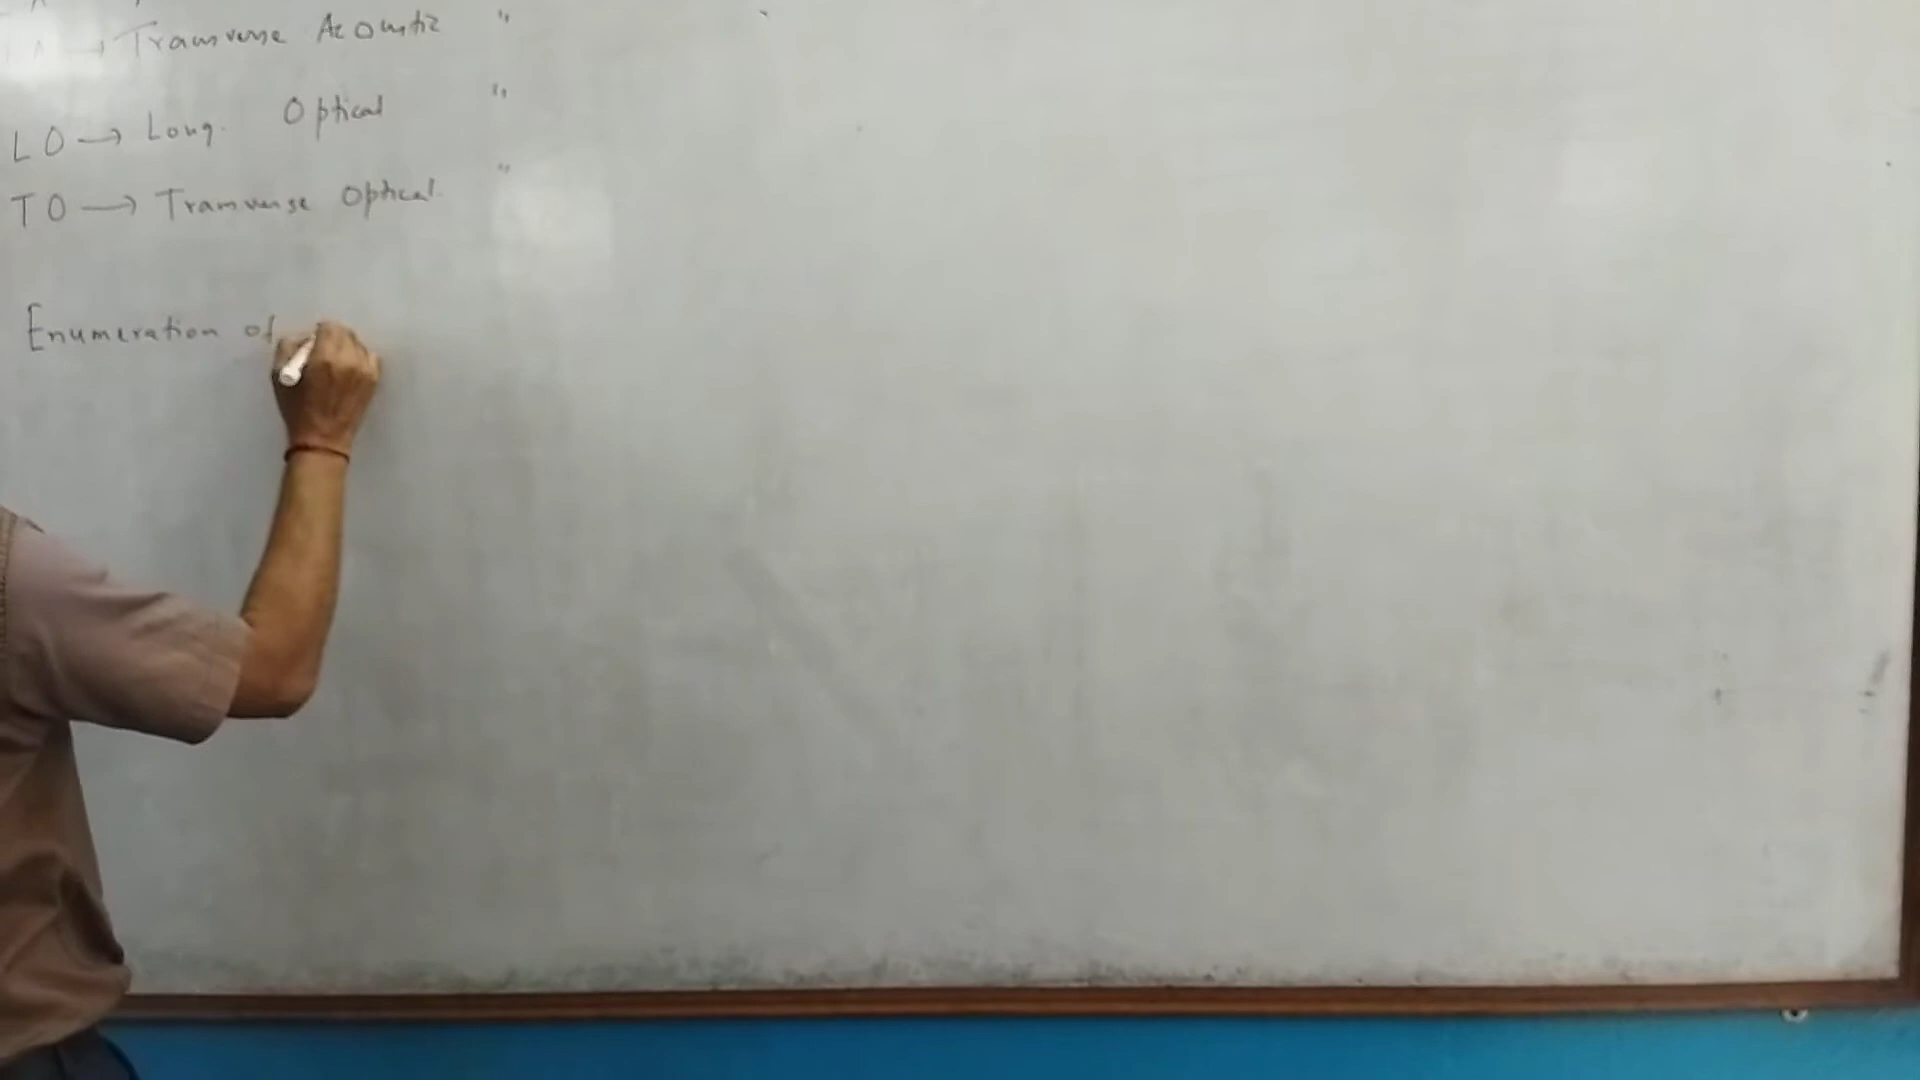 → Transverse Acoustic "
LO → Long. Optical "
TO → Transverse Optical "
Enumeration of